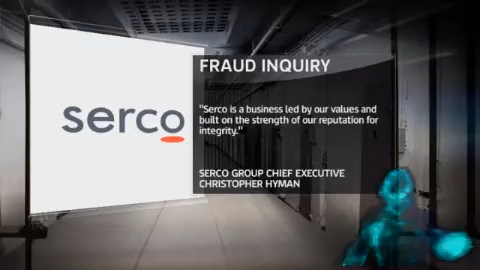 serco
FRAUD INQUIRY
"Serco is a business led by our values and
built on the strength of our reputation for
integrity."
SERCO GROUP CHIEF EXECUTIVE
CHRISTOPHER HYMAN